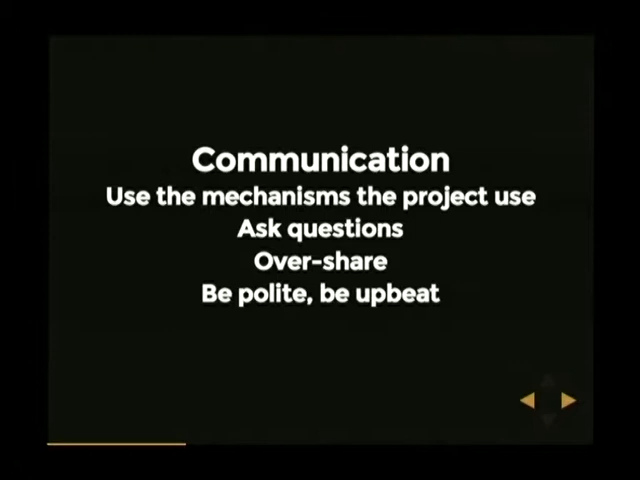 Communication
Use the mechanisms the project use
Ask questions
Over-share
Be polite, be upbeat